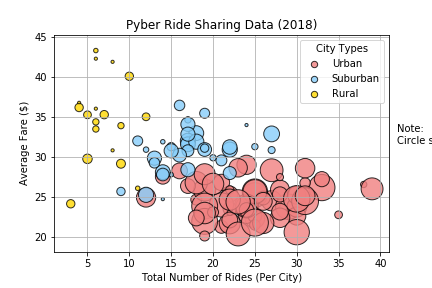 Pyber Ride Sharing Data (2018)
45
40
35
30
25
20
Average Fare ($)
5
10
15
20
25
30
35
40
Total Number of Rides (Per City)
City Types
Urban
Suburban
Rural
Note:
Circle s